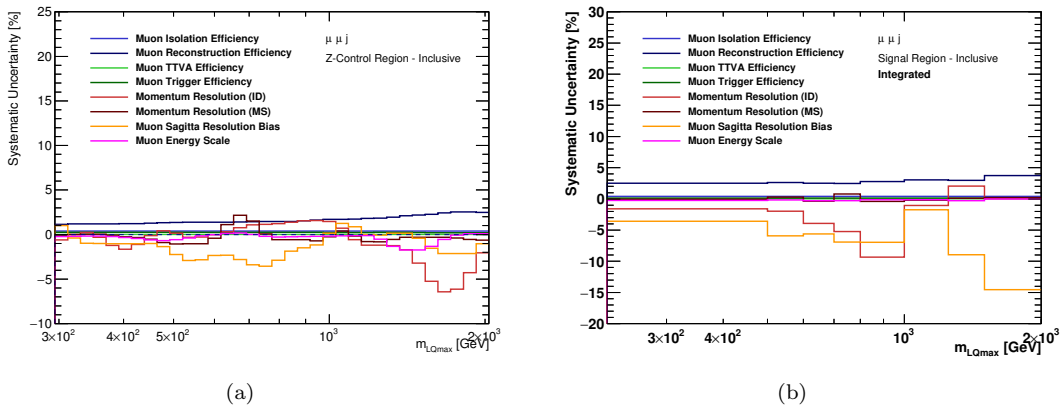 Systematic Uncertainty [%]
25
20
15
10
5
0
−5
−10
Muon Isolation Efficiency
Muon Reconstruction Efficiency
Muon TTVA Efficiency
Muon Trigger Efficiency
Momentum Resolution (ID)
Momentum Resolution (MS)
Muon Sagitta Resolution Bias
Muon Energy Scale
μ μ j
Z-Control Region - Inclusive
3×10² 4×10² 5×10² 10³ 2×10³
m_LQmax [GeV]
(a)
Systematic Uncertainty [%]
30
25
20
15
10
5
0
−5
−10
−15
−20
Muon Isolation Efficiency
Muon Reconstruction Efficiency
Muon TTVA Efficiency
Muon Trigger Efficiency
Momentum Resolution (ID)
Momentum Resolution (MS)
Muon Sagitta Resolution Bias
Muon Energy Scale
μ μ j
Signal Region - Inclusive
Integrated
3×10² 4×10² 10³ 2×10³
m_LQmax [GeV]
(b)